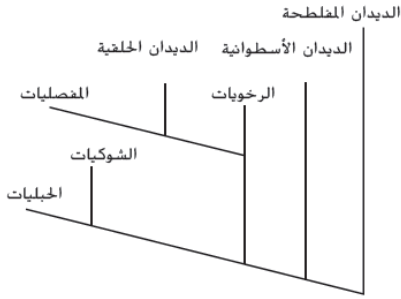 الديدان المفلطحة
الديدان الأسطوانية
الديدان الحلقية
الرخويات
المفصليات
الشوكيات
الحبليات